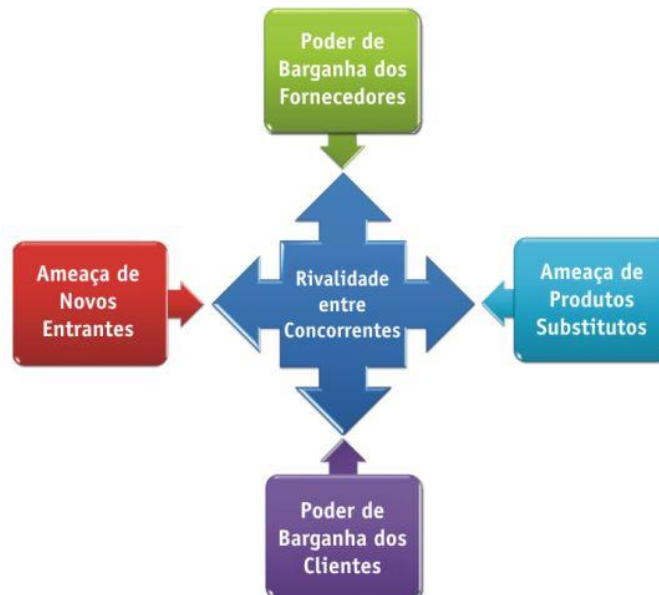 Poder de
Barganha dos
Fornecedores
Ameaça de
Novos
Entrantes
Rivalidade
entre
Concorrentes
Ameaça de
Produtos
Substitutos
Poder de
Barganha dos
Clientes